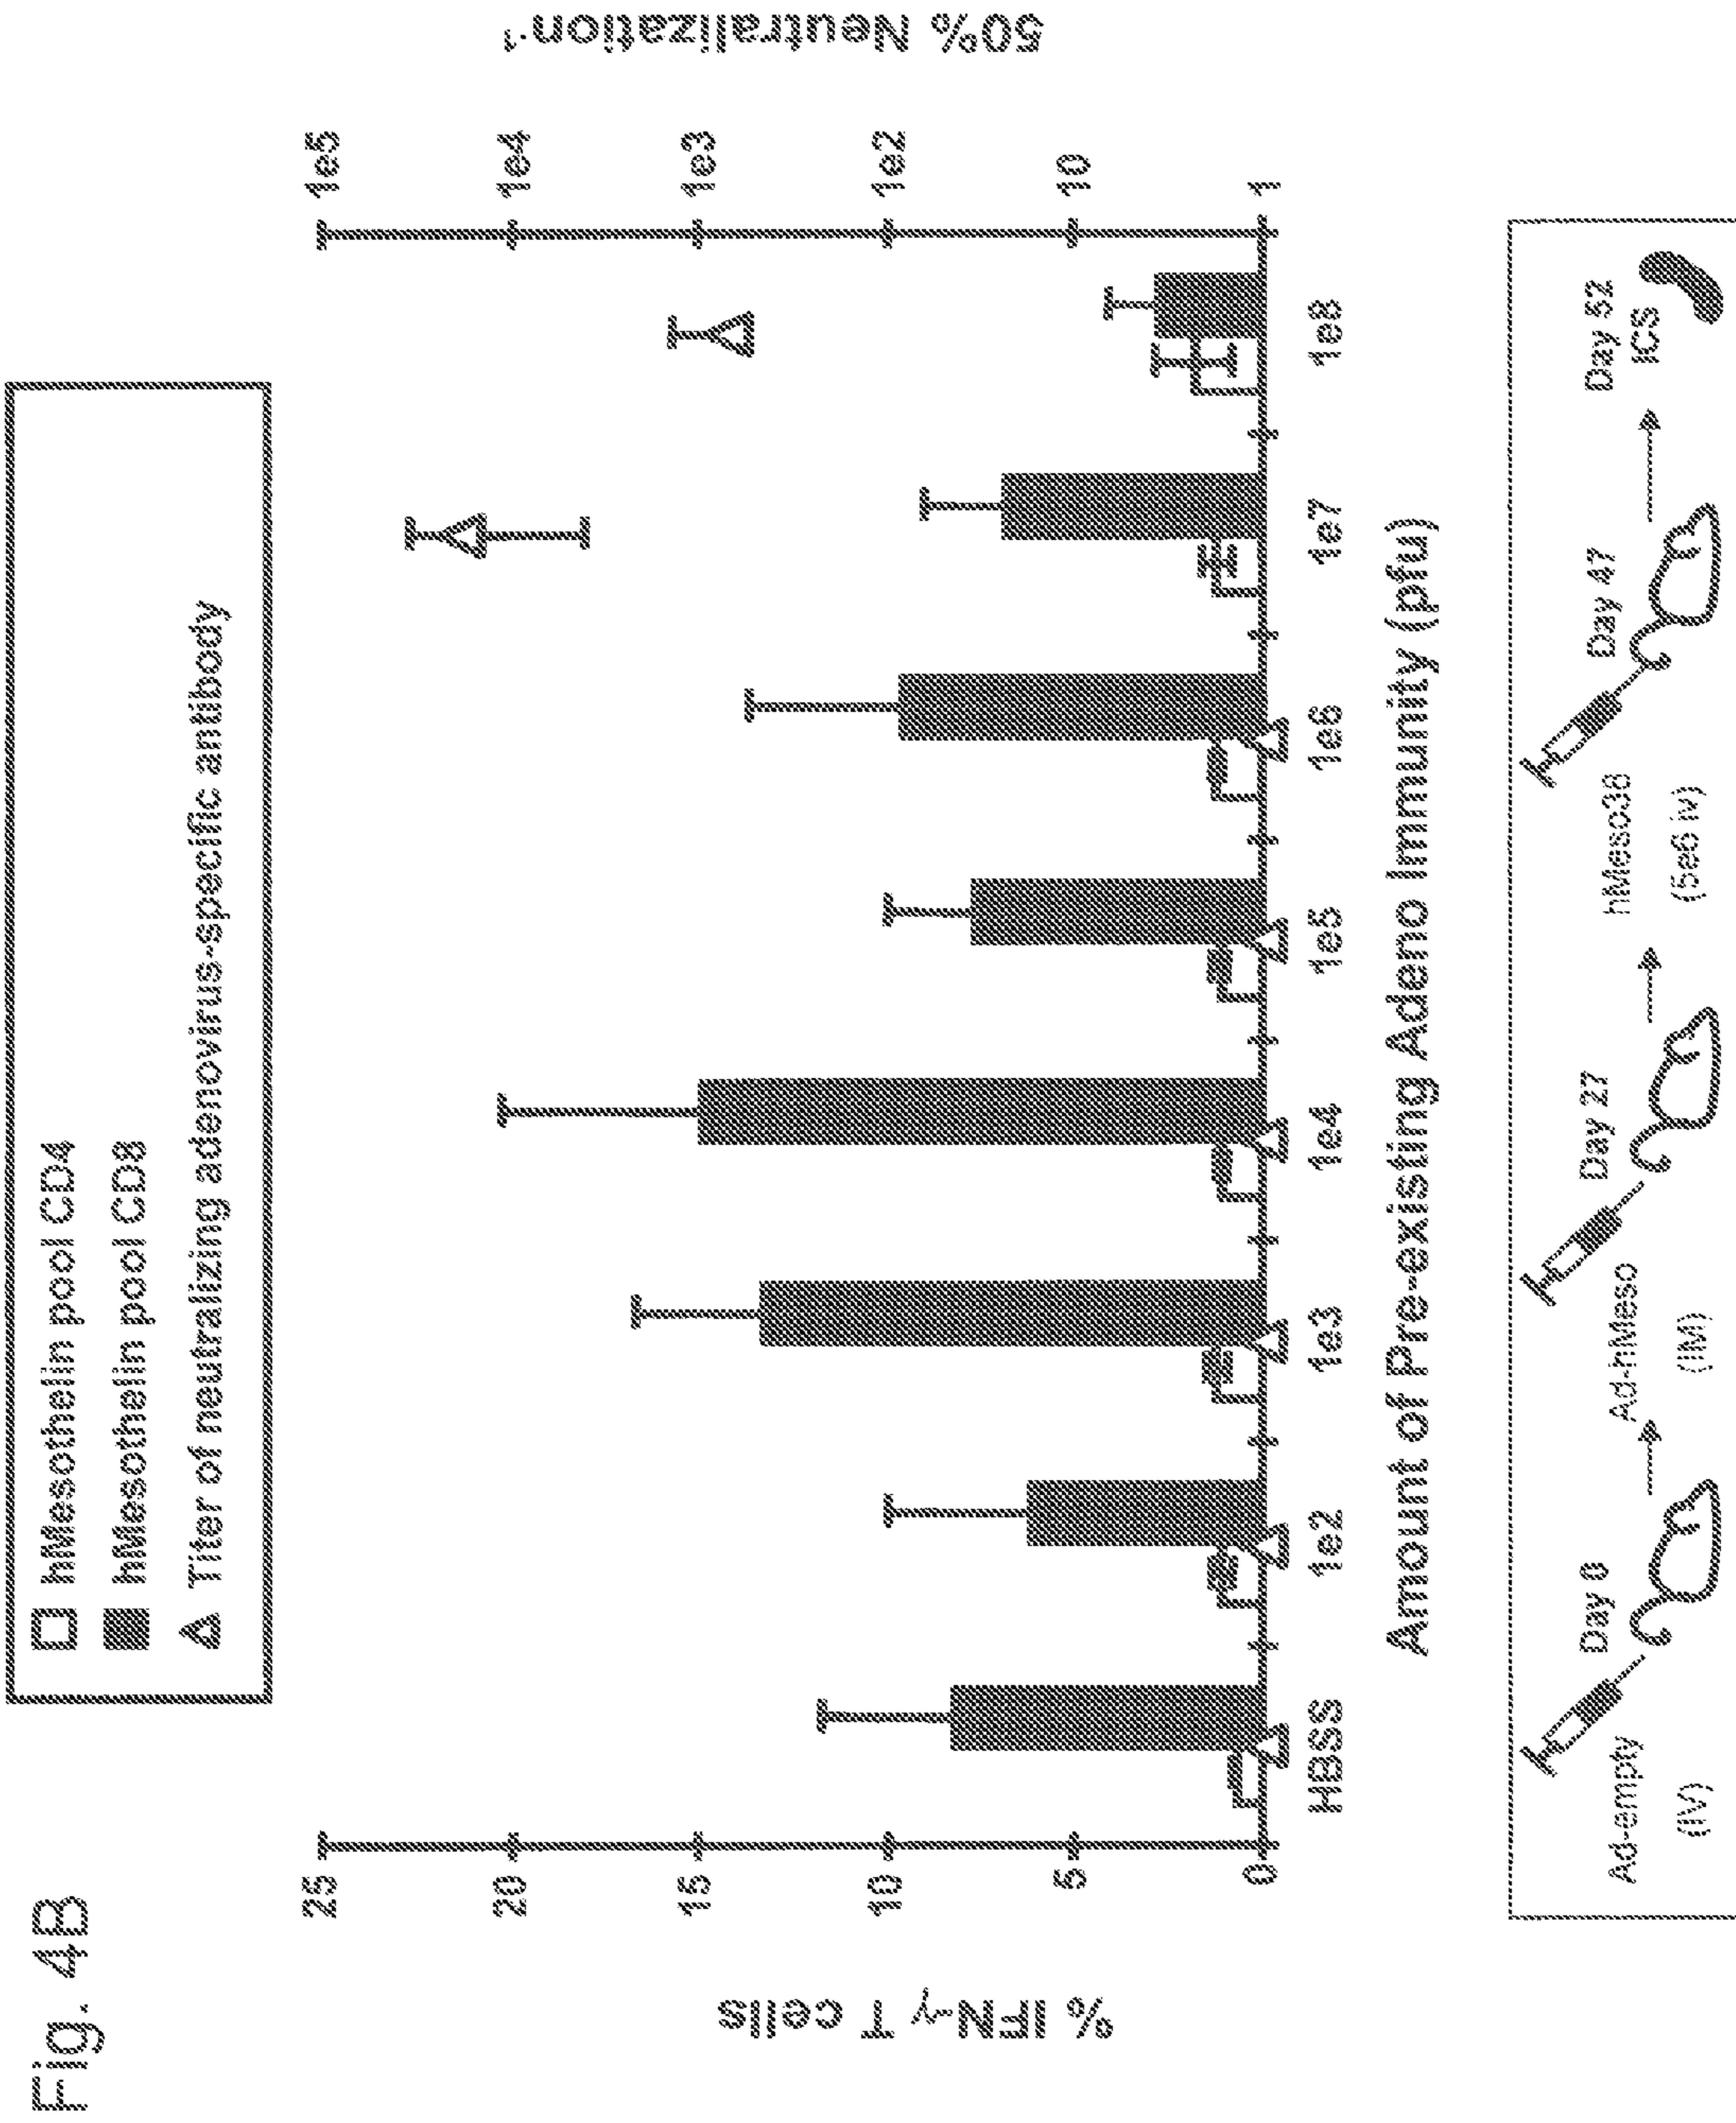 Fig. 4B
hMesothelin pool CD4
hMesothelin pool CD8
Titer of neutralizing adenovirus-specific antibody
% IFN-γ T cells
25
20
15
10
5
0
50% Neutralization⁻¹
1e5
1e4
1e3
1e2
10
1
HBSS 1e2 1e3 1e4 1e5 1e6 1e7 1e8
Amount of Pre-existing Adeno Immunity (pfu)
Ad-empty
(IV)
Day 0
Ad-hMeso
(IM)
Day 27
hMeso38
(5e6 iv)
Day 47
Day 52
ICS